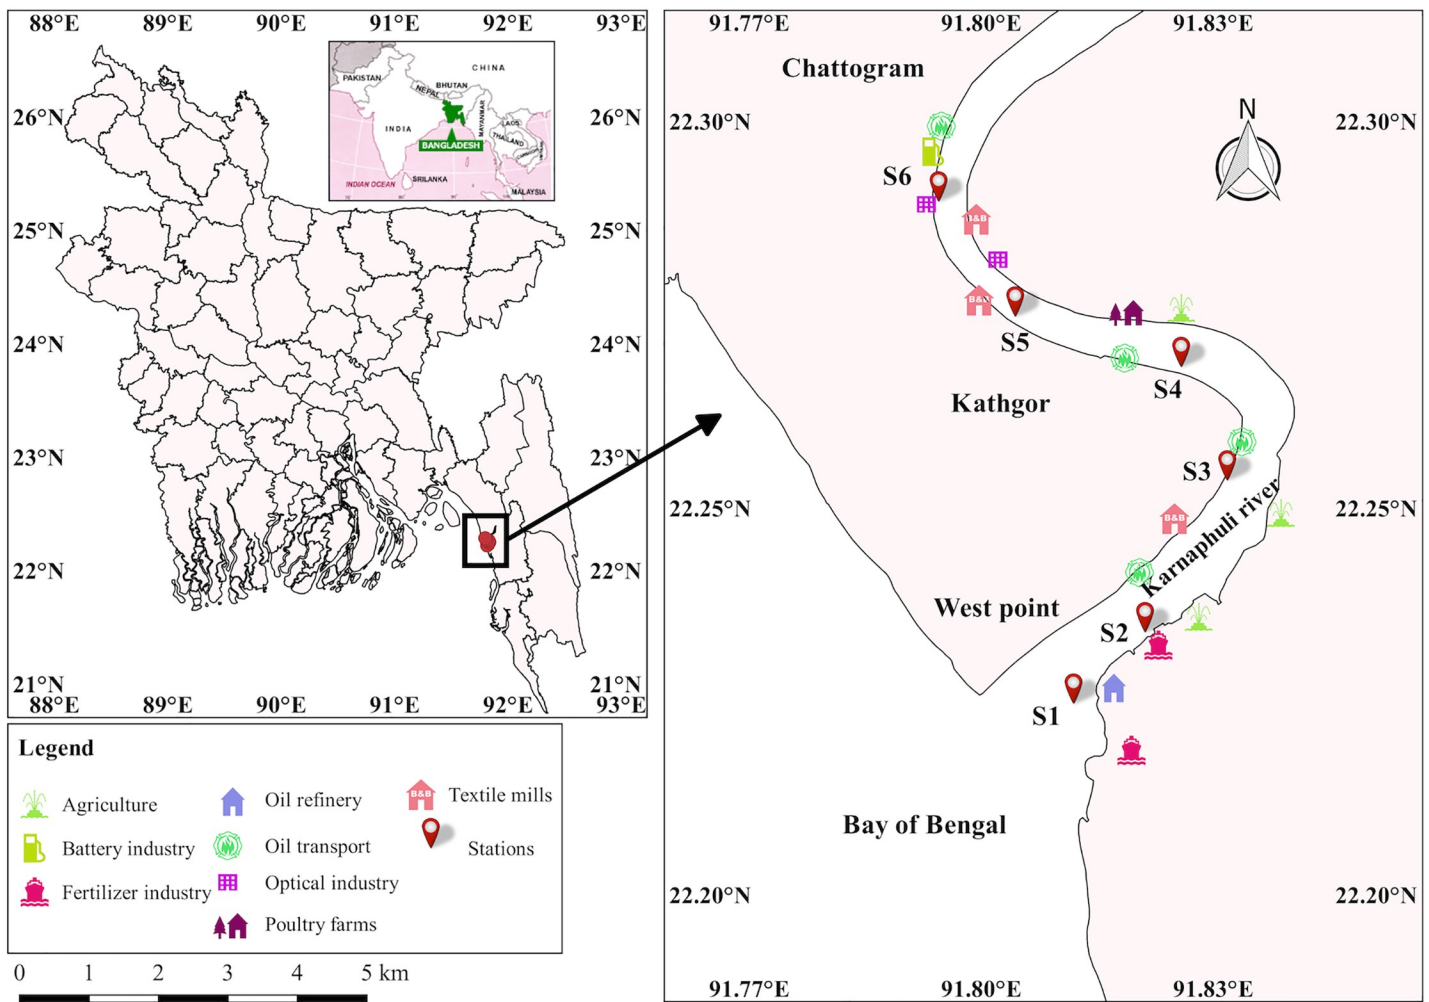 88°E 89°E 90°E 91°E 92°E 93°E
26°N 26°N
25°N 25°N
24°N 24°N
23°N 23°N
22°N 22°N
21°N 21°N
88°E 89°E 90°E 91°E 92°E 93°E
CHINA
PAKISTAN
NEPAL
BHUTAN
INDIA
MAYANMAR
LAOS
THAILAND
BANGLADESH
INDIAN OCEAN
SRILANKA
MALAYSIA
91.77°E 91.80°E 91.83°E
Chattogram
N
22.30°N 22.30°N
S6
B&B
B&B
S5
S4
Kathgor
S3
22.25°N 22.25°N
B&B
Karnaphuli river
West point
S2
S1
Bay of Bengal
22.20°N 22.20°N
91.77°E 91.80°E 91.83°E
Legend
Agriculture
Battery industry
Fertilizer industry
Oil refinery
Oil transport
Optical industry
Poultry farms
B&B
Textile mills
Stations
0 1 2 3 4 5 km